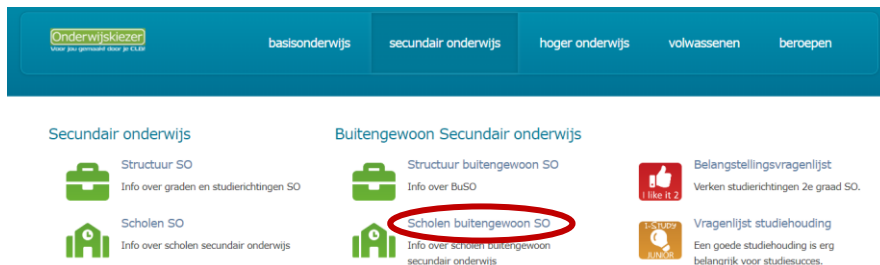 Onderwijskiezer
Voor jou gemaakt door je CLB!
basisonderwijs
secundair onderwijs
hoger onderwijs
volwassenen
beroepen
Secundair onderwijs
Structuur SO
Info over graden en studierichtingen SO
Scholen SO
Info over scholen secundair onderwijs
Buitengewoon Secundair onderwijs
Structuur buitengewoon SO
Info over BuSO
Scholen buitengewoon SO
Info over scholen buitengewoon
secundair onderwijs
I like it 2
Belangstellingsvragenlijst
Verken studierichtingen 2e graad SO.
I-STUDY
JUNIOR
Vragenlijst studiehouding
Een goede studiehouding is erg
belangrijk voor studiesucces.